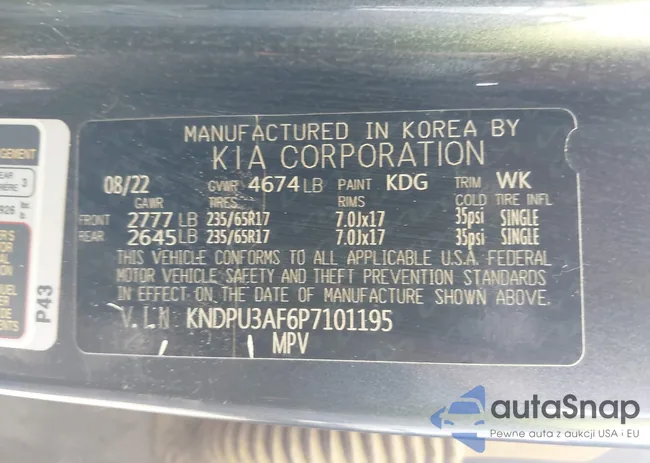 MANUFACTURED IN KOREA BY
KIA CORPORATION
08/22 GVWR 4674 LB PAINT KDG TRIM WK
GAWR TIRES RIMS COLD TIRE INFL
FRONT 2777 LB 235/65R17 7.0Jx17 35psi SINGLE
REAR 2645 LB 235/65R17 7.0Jx17 35psi SINGLE
THIS VEHICLE CONFORMS TO ALL APPLICABLE U.S.A. FEDERAL
MOTOR VEHICLE SAFETY AND THEFT PREVENTION STANDARDS
IN EFFECT ON THE DATE OF MANUFACTURE SHOWN ABOVE.
V.I.N KNDPU3AF6P7101195
MPV
P43
autaSnap
Pewne auta z aukcji USA i EU